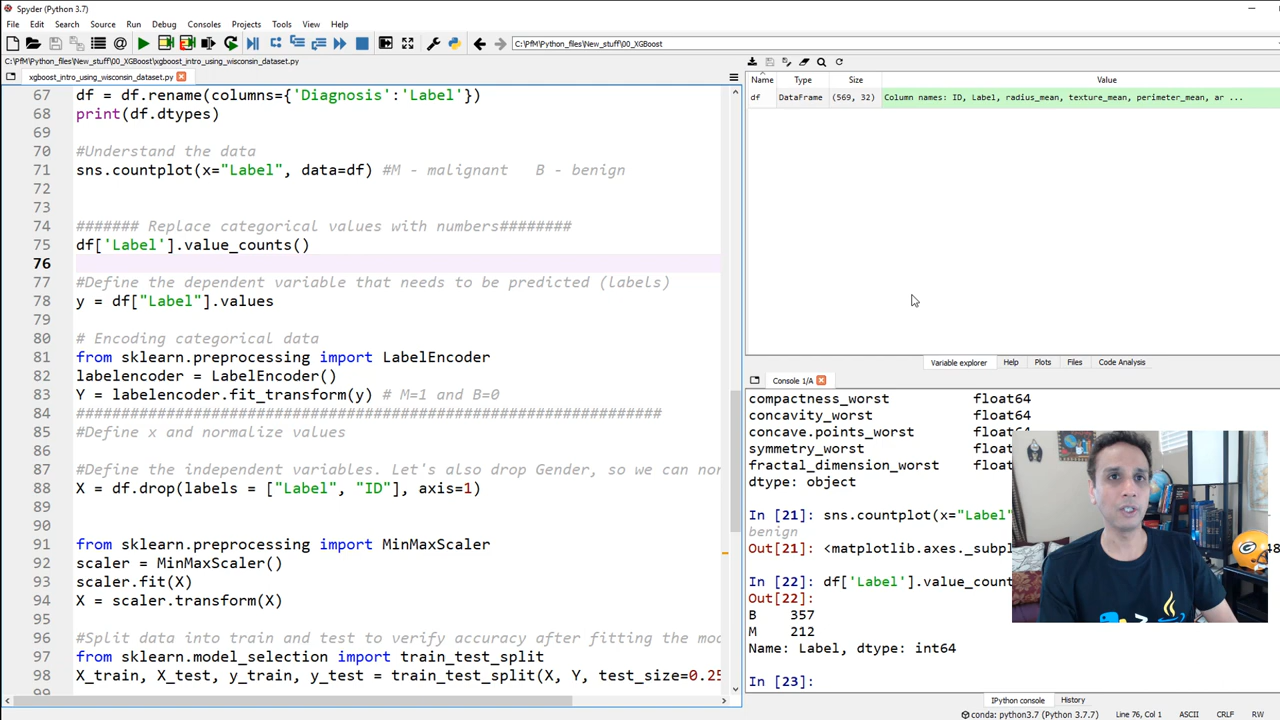 Spyder (Python 3.7)
File Edit Search Source Run Debug Consoles Projects Tools View Help
C:\PfM\Python_files\New_stuff\00_XGBoost
C:\PfM\Python_files\New_stuff\00_XGBoost\xgboost_intro_using_wisconsin_dataset.py
xgboost_intro_using_wisconsin_dataset.py
67 df = df.rename(columns={'Diagnosis':'Label'})
68 print(df.dtypes)
69
70 #Understand the data
71 sns.countplot(x="Label", data=df) #M - malignant   B - benign
72
73
74 ####### Replace categorical values with numbers########
75 df['Label'].value_counts()
76
77 #Define the dependent variable that needs to be predicted (labels)
78 y = df["Label"].values
79
80 # Encoding categorical data
81 from sklearn.preprocessing import LabelEncoder
82 labelencoder = LabelEncoder()
83 Y = labelencoder.fit_transform(y) # M=1 and B=0
84 #################################################################
85 #Define x and normalize values
86
87 #Define the independent variables. Let's also drop Gender, so we can nor
88 X = df.drop(labels = ["Label", "ID"], axis=1)
89
90
91 from sklearn.preprocessing import MinMaxScaler
92 scaler = MinMaxScaler()
93 scaler.fit(X)
94 X = scaler.transform(X)
95
96 #Split data into train and test to verify accuracy after fitting the mod
97 from sklearn.model_selection import train_test_split
98 X_train, X_test, y_train, y_test = train_test_split(X, Y, test_size=0.25
99
Name Type Size Value
df DataFrame (569, 32) Column names: ID, Label, radius_mean, texture_mean, perimeter_mean, ar ...
Variable explorer Help Plots Files Code Analysis
Console 1/A
compactness_worst float64
concavity_worst float64
concave.points_worst float64
symmetry_worst float64
fractal_dimension_worst
dtype: object
In [21]: sns.countplot(x="Label"
benign
Out[21]: <matplotlib.axes._subpl
In [22]: df['Label'].value_count
Out[22]:
B    357
M    212
Name: Label, dtype: int64
In [23]:
IPython console History
conda: python3.7 (Python 3.7.7) Line 76, Col 1 ASCII CRLF RW